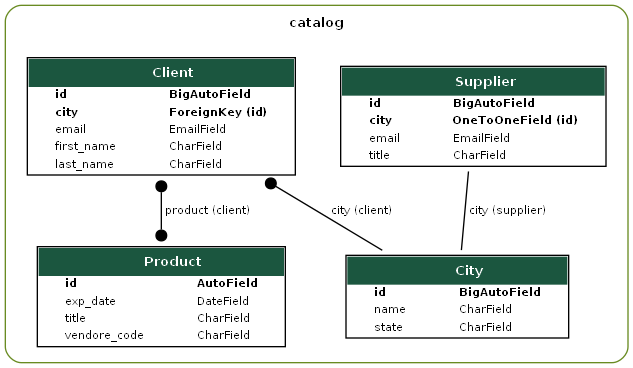 catalog
Client
id BigAutoField
city ForeignKey (id)
email EmailField
first_name CharField
last_name CharField
Supplier
id BigAutoField
city OneToOneField (id)
email EmailField
title CharField
product (client)
city (client)
city (supplier)
Product
id AutoField
exp_date DateField
title CharField
vendore_code CharField
City
id BigAutoField
name CharField
state CharField